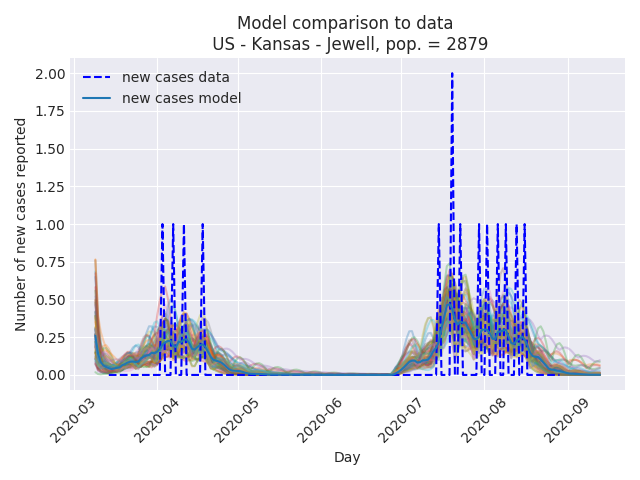 Model comparison to data
US - Kansas - Jewell, pop. = 2879
new cases data
new cases model
Number of new cases reported
2.00
1.75
1.50
1.25
1.00
0.75
0.50
0.25
0.00
2020-03
2020-04
2020-05
2020-06
2020-07
2020-08
2020-09
Day